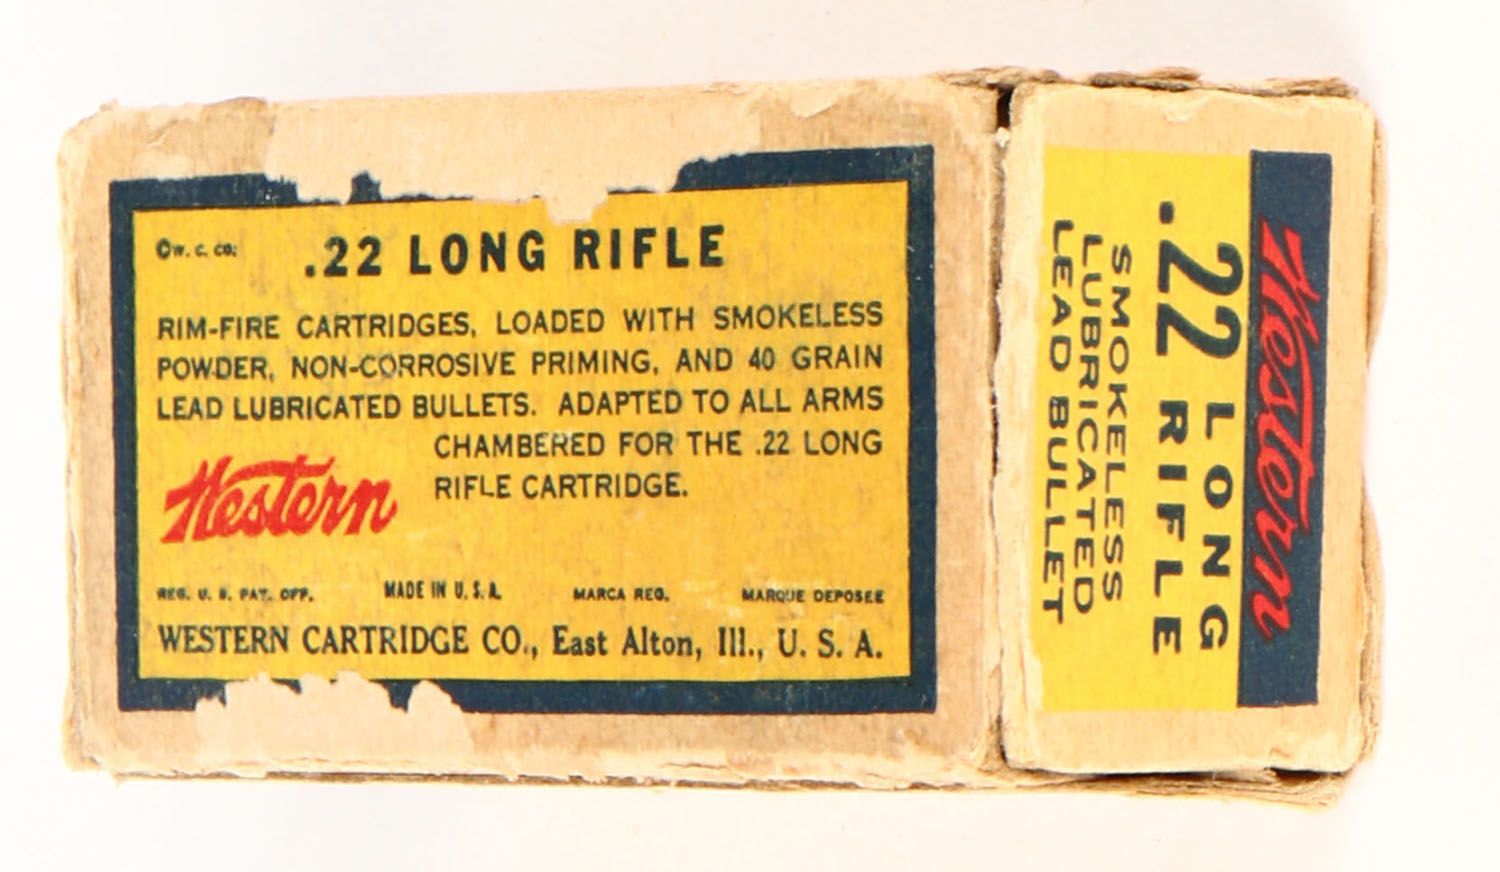 ©W. C. CO.
.22 LONG RIFLE
RIM-FIRE CARTRIDGES, LOADED WITH SMOKELESS
POWDER, NON-CORROSIVE PRIMING, AND 40 GRAIN
LEAD LUBRICATED BULLETS. ADAPTED TO ALL ARMS
CHAMBERED FOR THE .22 LONG
RIFLE CARTRIDGE.
Western
REG. U. S. PAT. OFF. MADE IN U.S.A. MARCA REG. MARQUE DEPOSEE
WESTERN CARTRIDGE CO., East Alton, Ill., U. S. A.
Western
.22 LONG
RIFLE
SMOKELESS
LUBRICATED
LEAD BULLET